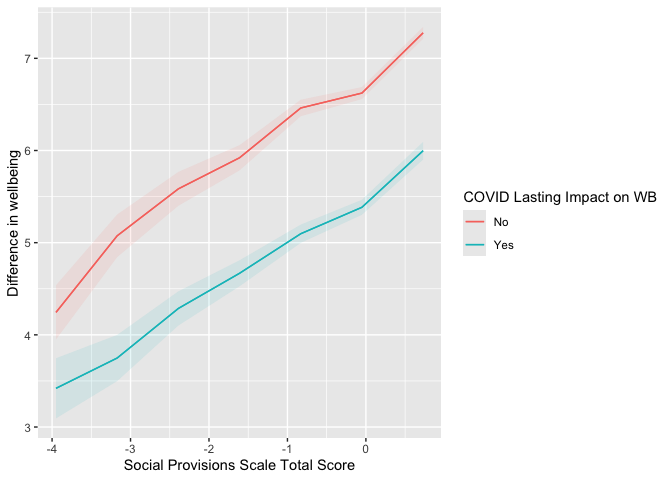 7
6
5
4
3
Difference in wellbeing
-4
-3
-2
-1
0
Social Provisions Scale Total Score
COVID Lasting Impact on WB
No
Yes